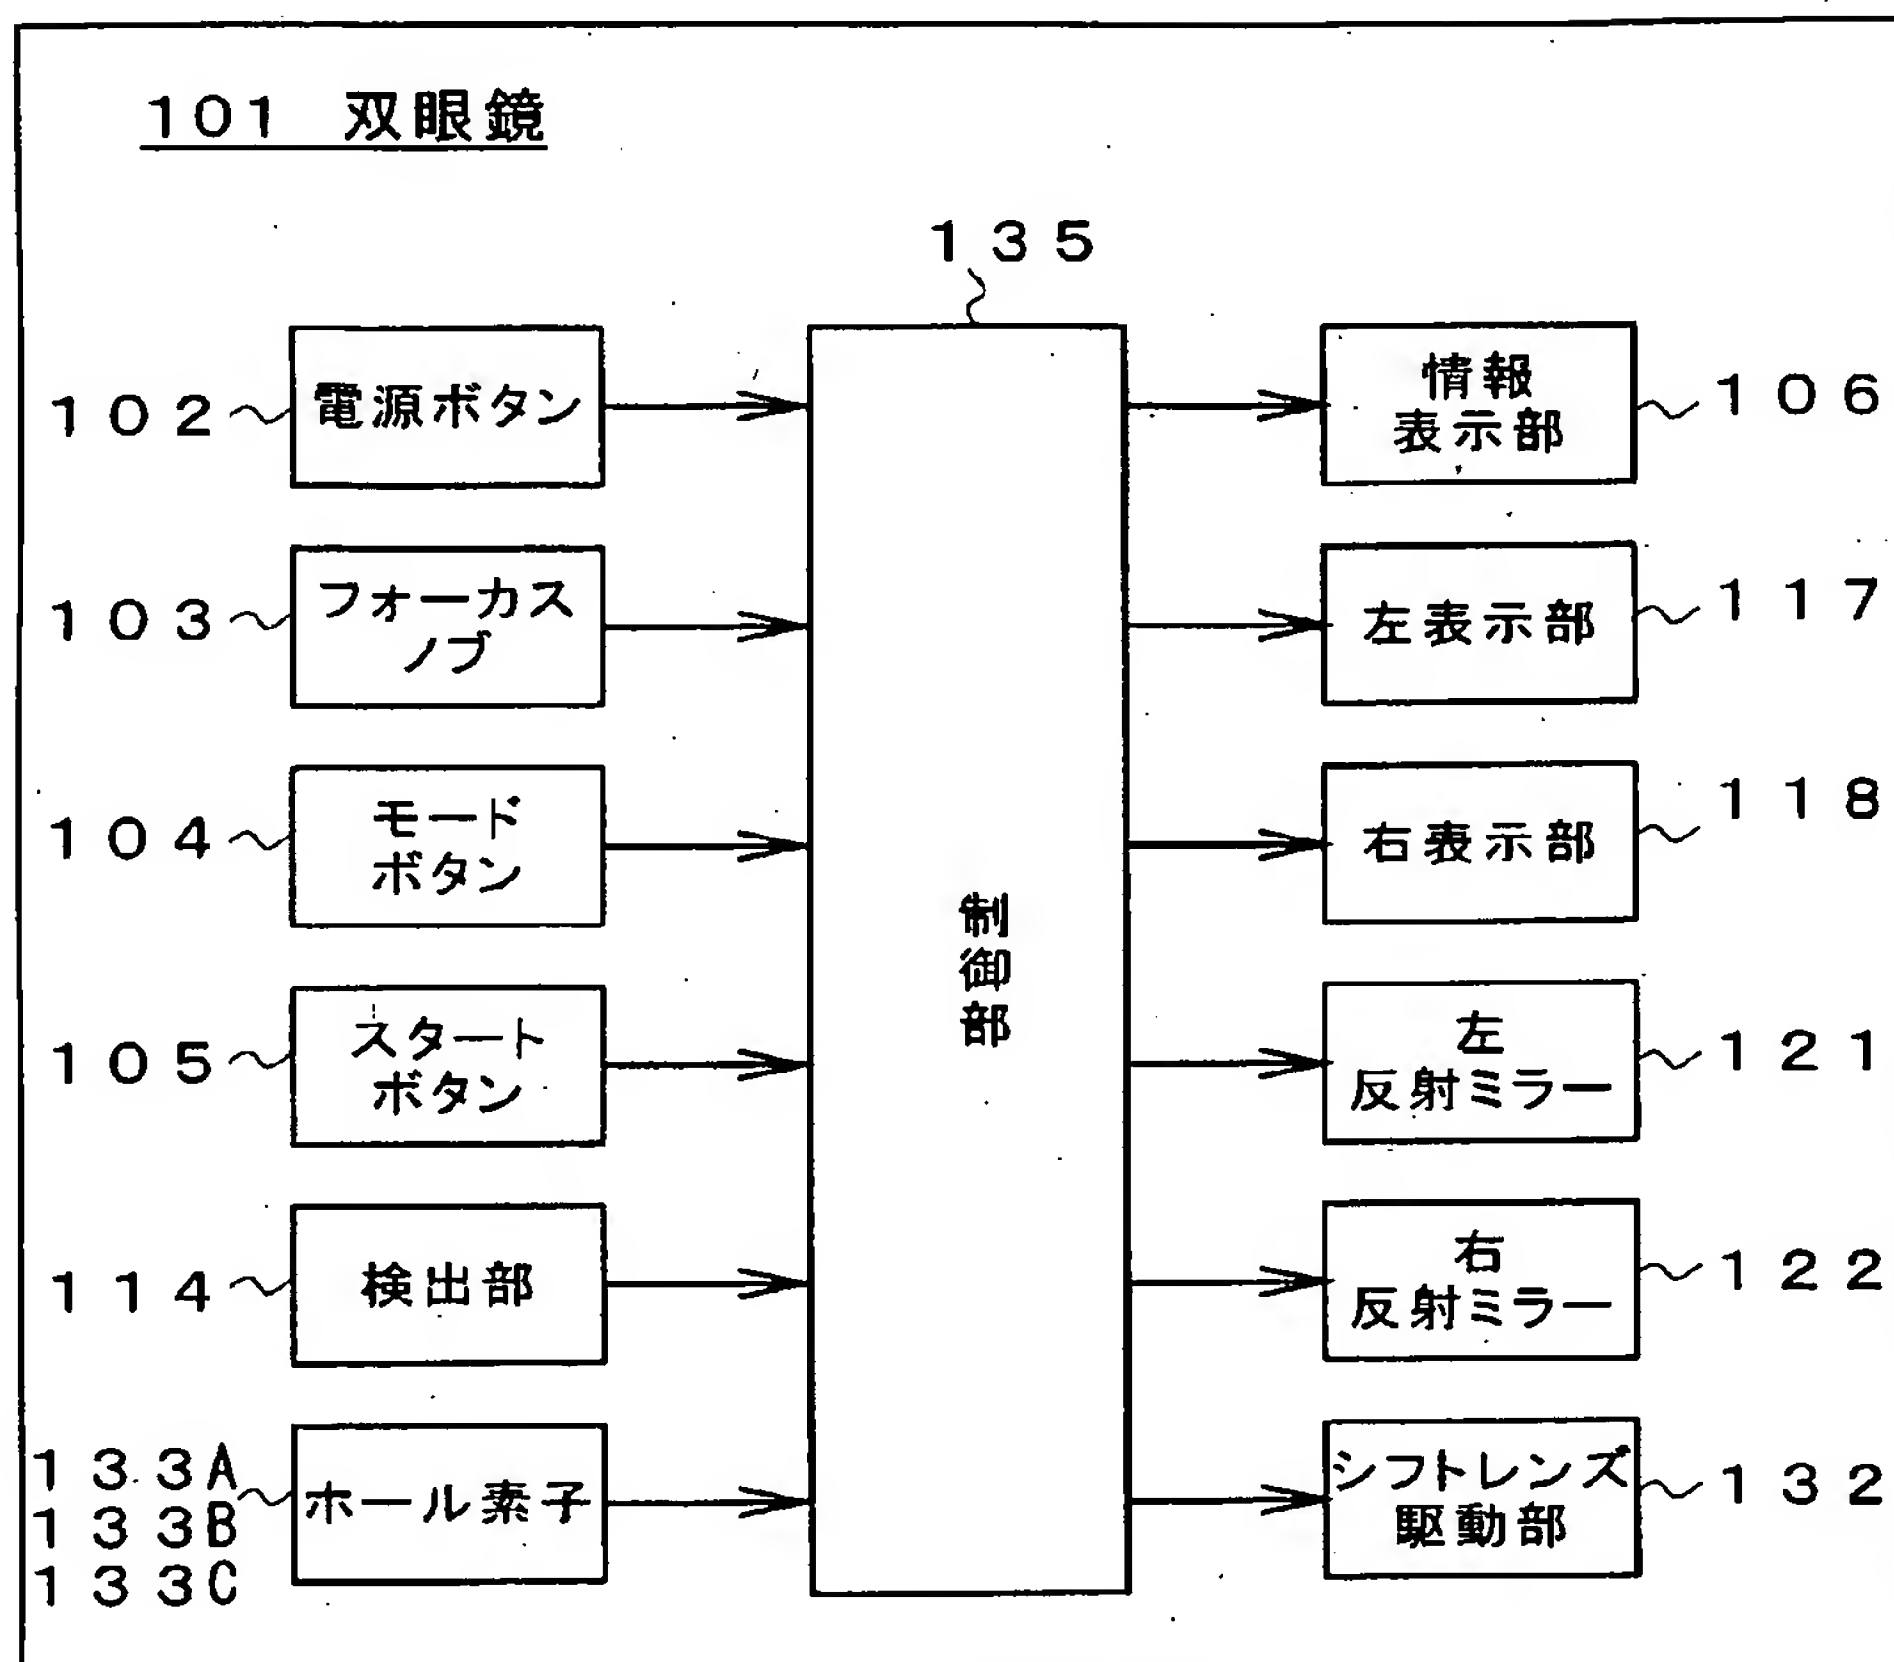 101 双眼鏡
135
102
電源ボタン
103
フォーカス
ノブ
104
モード
ボタン
105
スタート
ボタン
114
検出部
133A
133B
133C
ホール素子
制御部
情報
表示部
106
左表示部
117
右表示部
118
左
反射ミラー
121
右
反射ミラー
122
シフトレンズ
駆動部
132